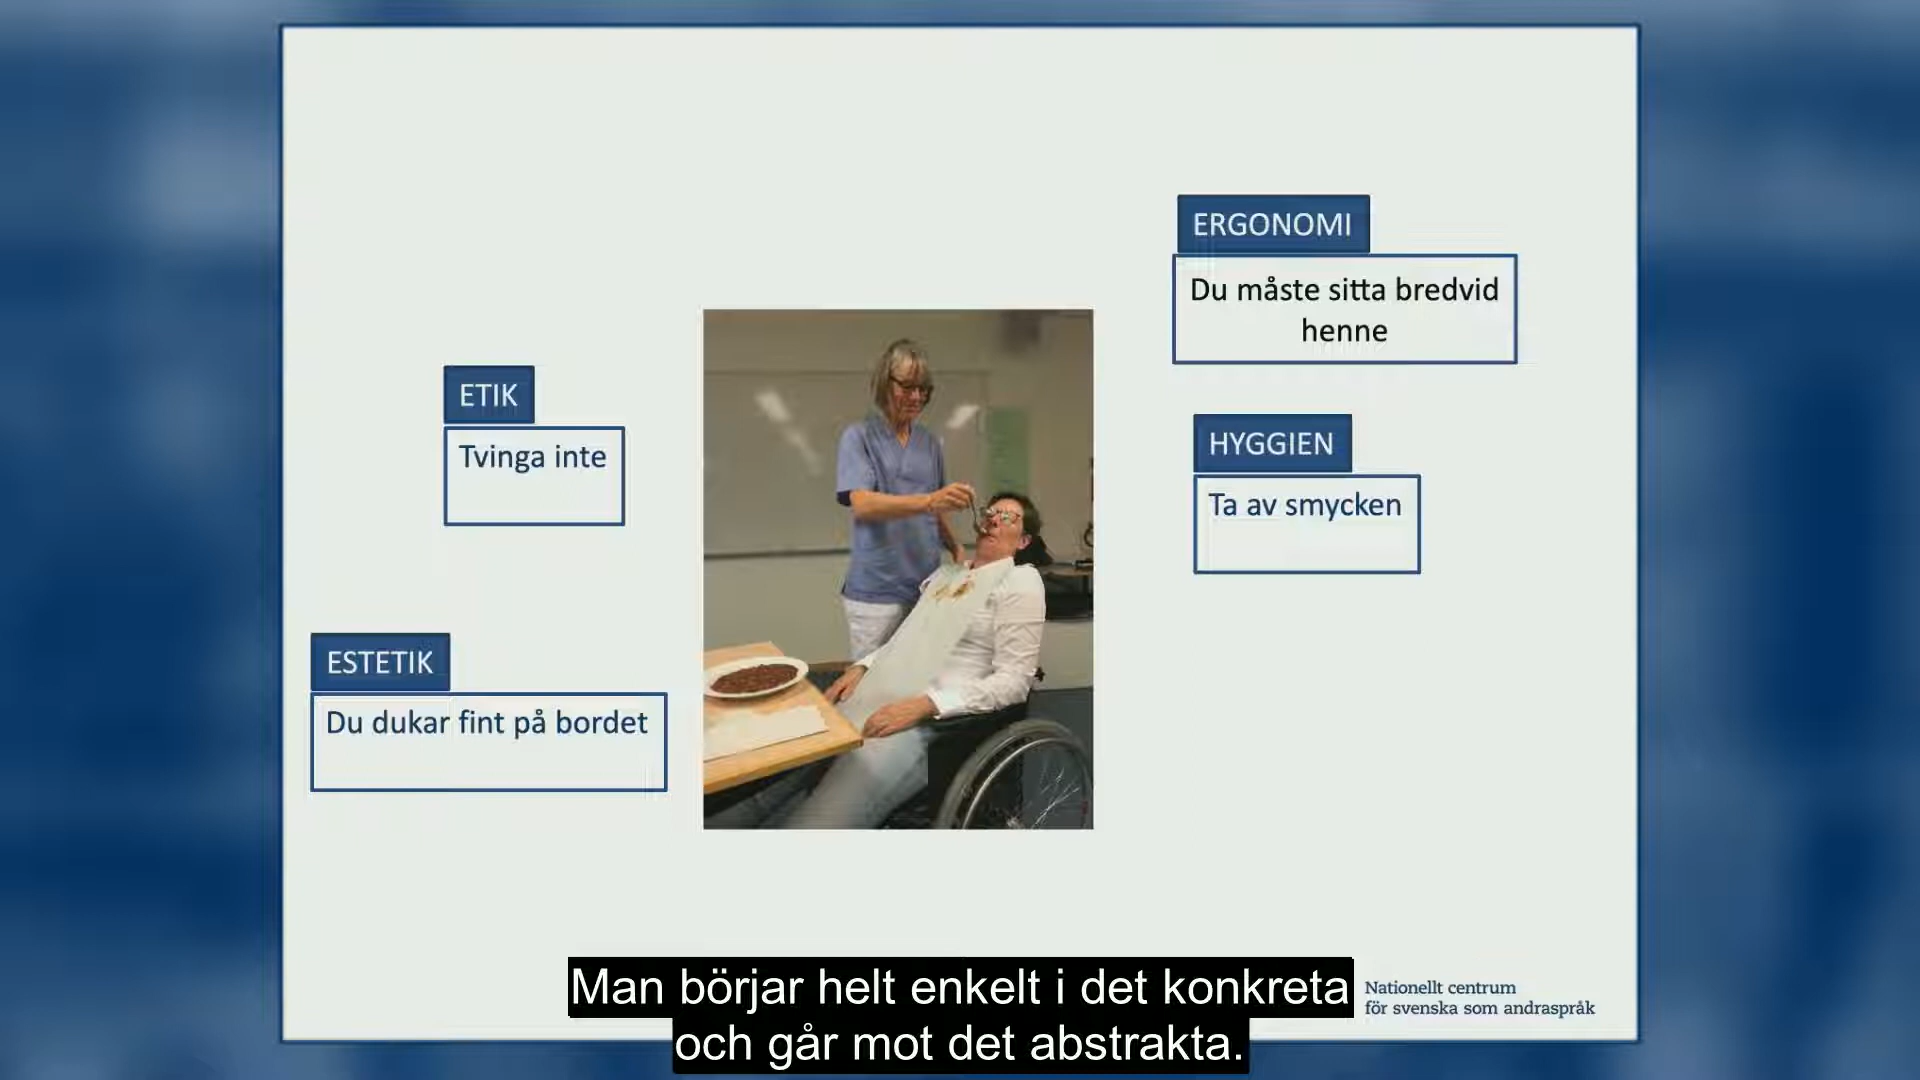 ERGONOMI
Du måste sitta bredvid
henne
ETIK
Tvinga inte
HYGGIEN
Ta av smycken
ESTETIK
Du dukar fint på bordet
Man börjar helt enkelt i det konkreta
och går mot det abstrakta.
Nationellt centrum
för svenska som andraspråk